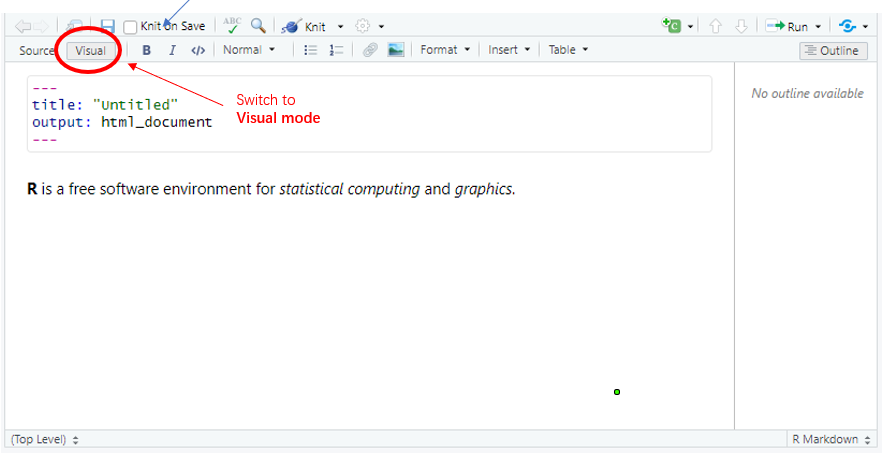 Knit on Save ABC Knit C Run
Source Visual B I </> Normal Format Insert Table Outline
---
title: "Untitled"
output: html_document
---
Switch to
Visual mode
No outline available
R is a free software environment for statistical computing and graphics.
(Top Level) R Markdown